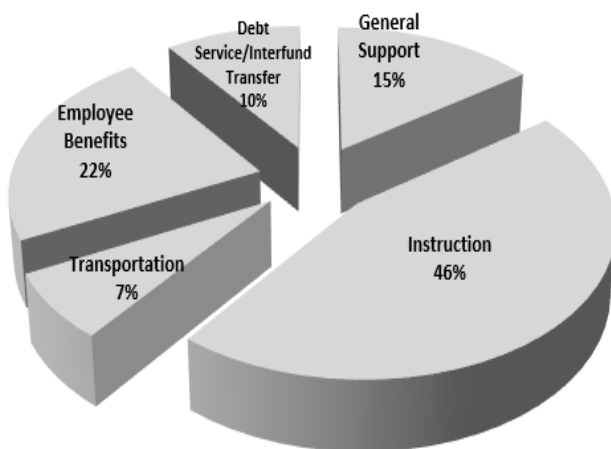 Debt
Service/Interfund
Transfer
10%
General
Support
15%
Employee
Benefits
22%
Instruction
46%
Transportation
7%